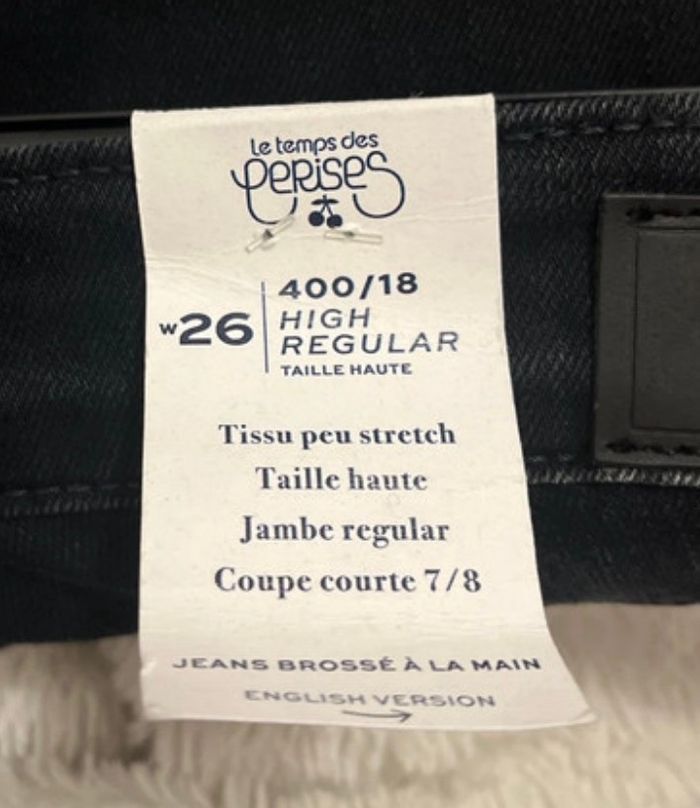 Le temps des
CERISES
W26
400/18
HIGH
REGULAR
TAILLE HAUTE
Tissu peu stretch
Taille haute
Jambe regular
Coupe courte 7/8
JEANS BROSSÉ À LA MAIN
ENGLISH VERSION